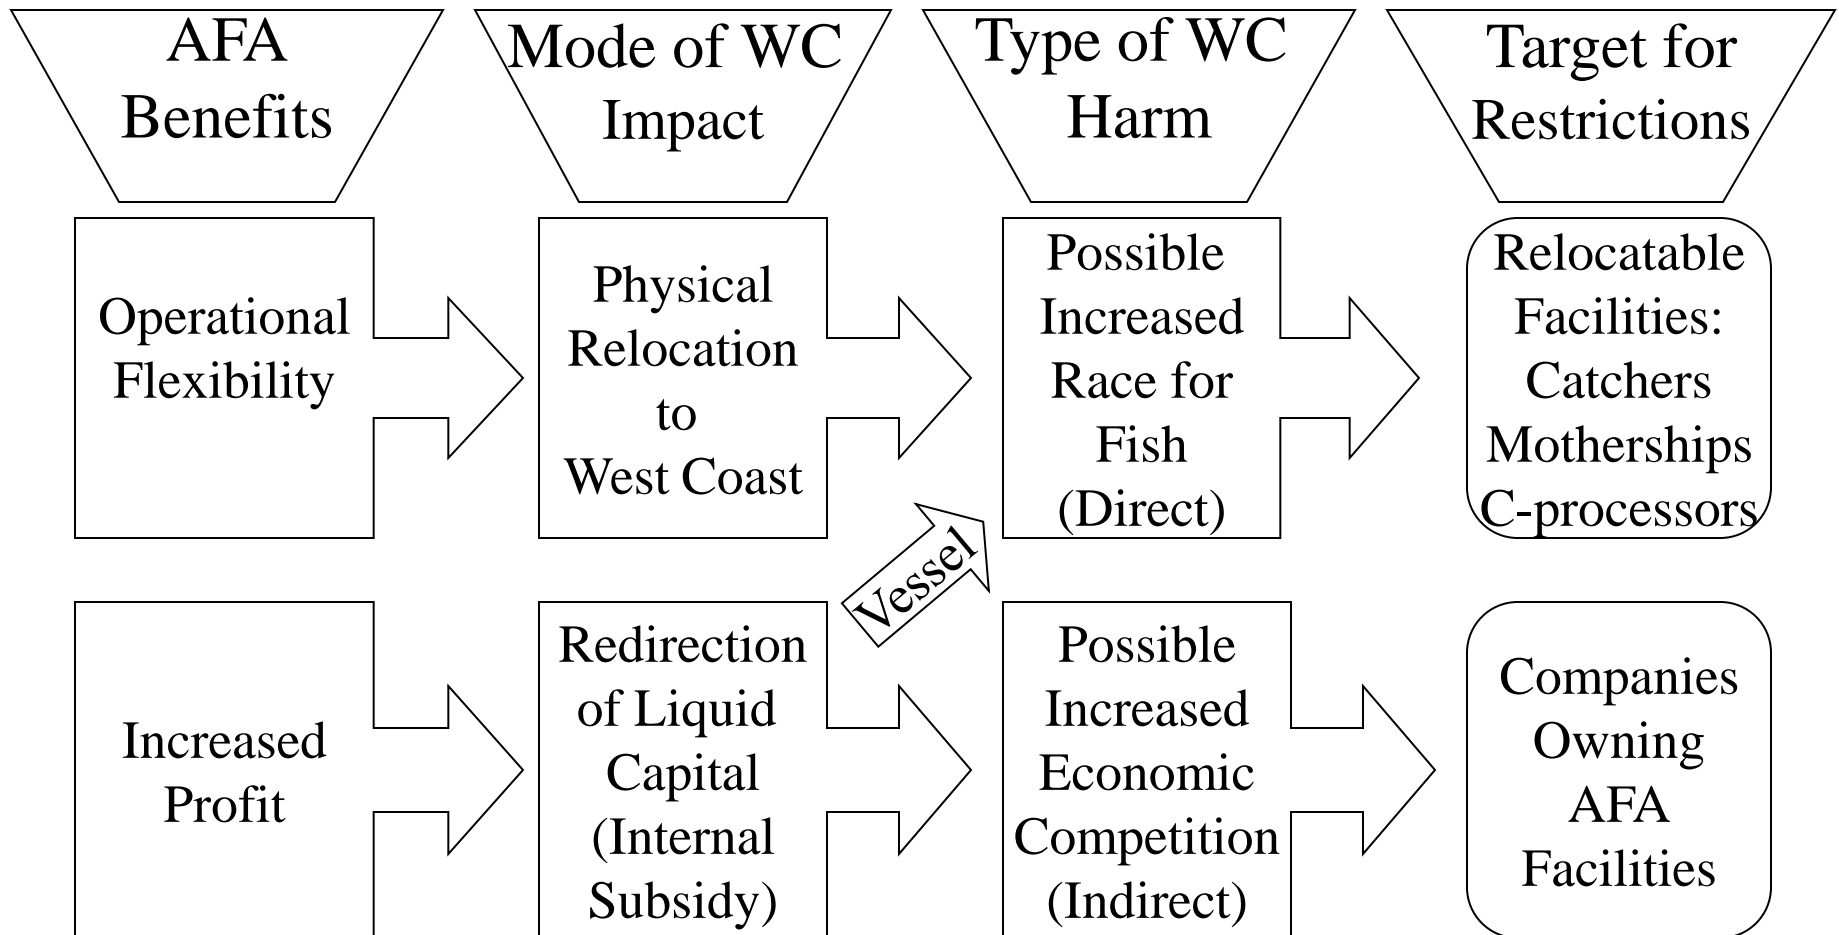 AFA
Benefits
Mode of WC
Impact
Type of WC
Harm
Target for
Restrictions
Operational
Flexibility
Physical
Relocation
to
West Coast
Possible
Increased
Race for
Fish
(Direct)
Relocatable
Facilities:
Catchers
Motherships
C-processors
Vessel
Increased
Profit
Redirection
of Liquid
Capital
(Internal
Subsidy)
Possible
Increased
Economic
Competition
(Indirect)
Companies
Owning
AFA
Facilities